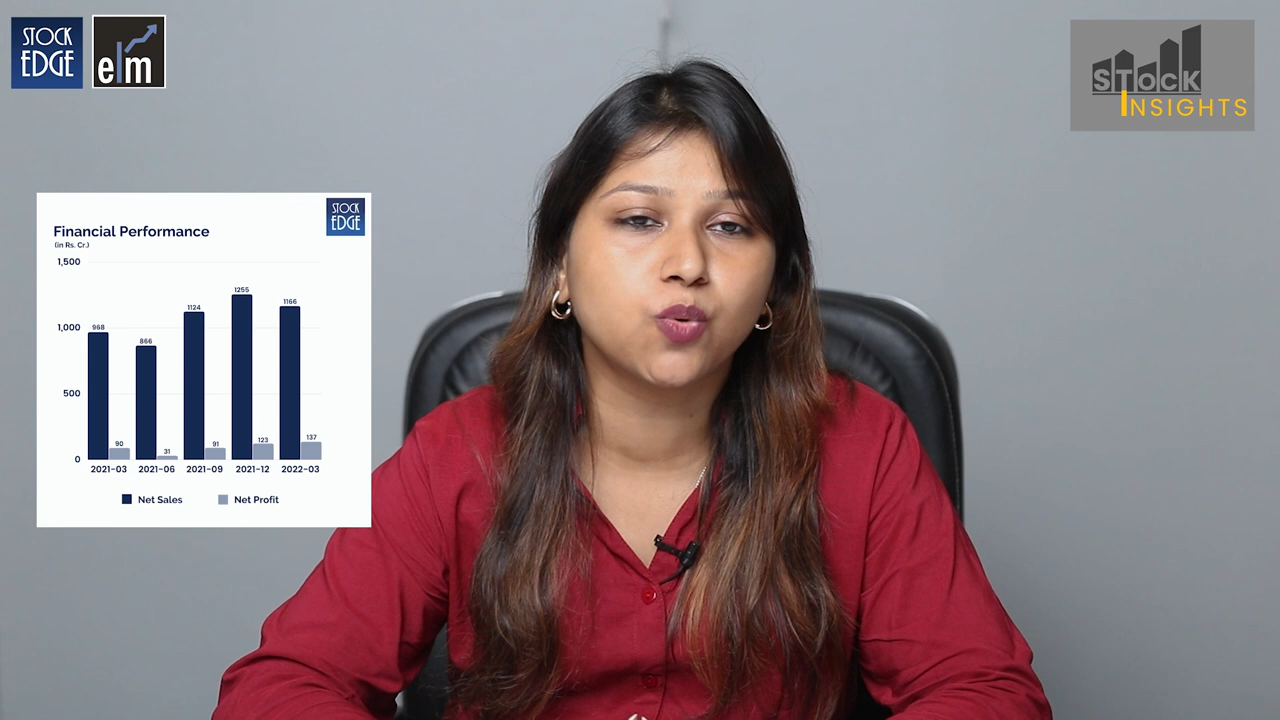 STOCK
EDGE
elm
STOCK
INSIGHTS
STOCK
EDGE
Financial Performance
(in Rs. Cr.)
1,500
1,000
500
0
968
90
866
31
1124
91
1255
123
1166
137
2021-03 2021-06 2021-09 2021-12 2022-03
Net Sales Net Profit